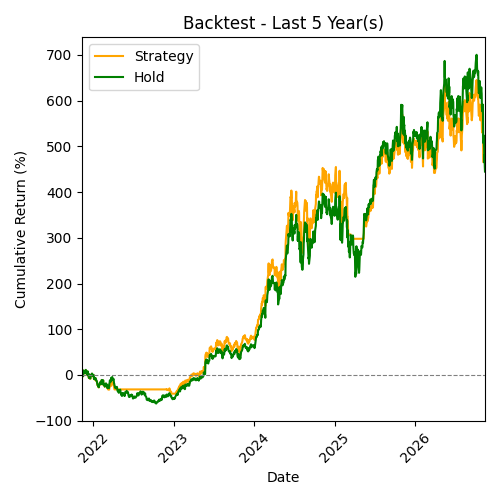 Backtest - Last 5 Year(s)
Strategy
Hold
Cumulative Return (%)
700
600
500
400
300
200
100
0
−100
2022
2023
2024
2025
2026
Date